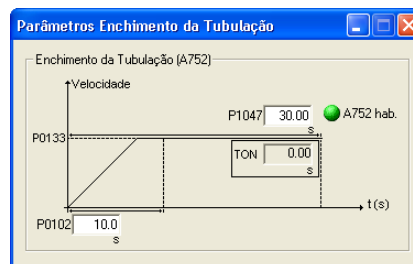 Parâmetros Enchimento da Tubulação
Enchimento da Tubulação (A752)
Velocidade
P1047 30.00 s A752 hab.
P0133
TON 0.00 s
t(s)
P0102 10.0 s